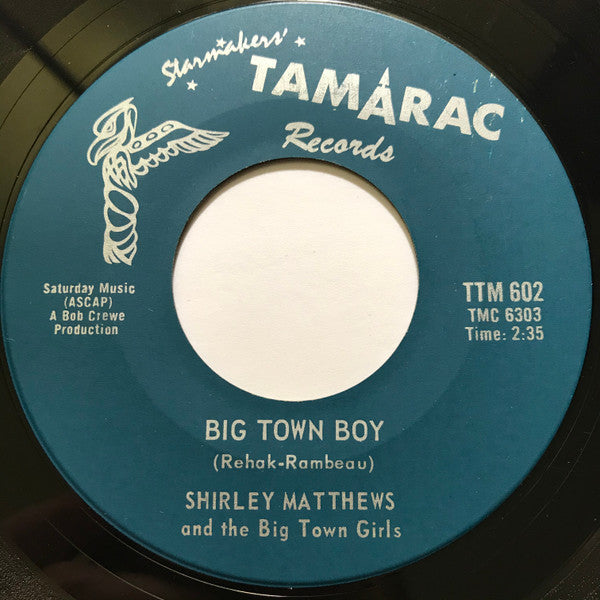 Starmakers'
TAMARAC
Records
Saturday Music
(ASCAP)
A Bob Crewe
Production
TTM 602
TMC 6303
Time: 2:35
BIG TOWN BOY
(Rehak-Rambeau)
SHIRLEY MATTHEWS
and the Big Town Girls